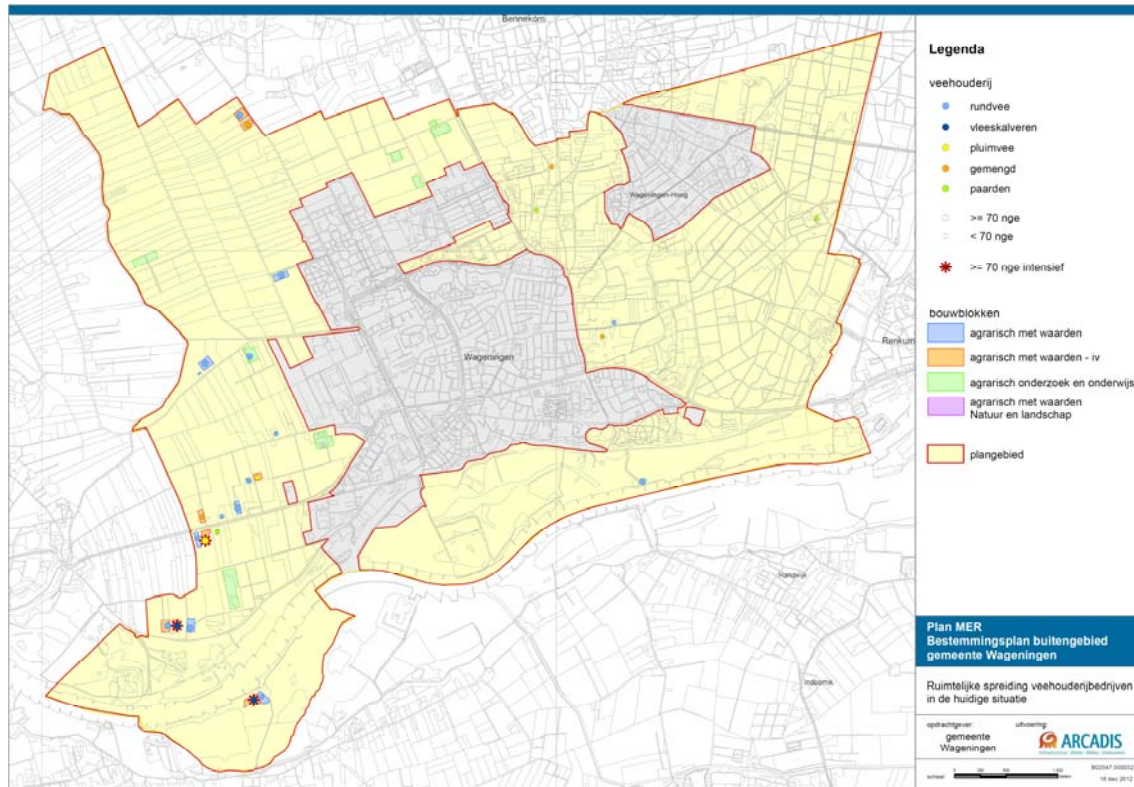 Bennekom
Wageningen-Hoog
Wageningen
Renkum
Randwijk
Indoornik
Legenda
veehouderij
rundvee
vleeskalveren
pluimvee
gemengd
paarden
>= 70 nge
< 70 nge
>= 70 nge intensief
bouwblokken
agrarisch met waarden
agrarisch met waarden - iv
agrarisch onderzoek en onderwijs
agrarisch met waarden
Natuur en landschap
plangebied
Plan MER
Bestemmingsplan buitengebied
gemeente Wageningen
Ruimtelijke spreiding veehouderijbedrijven
in de huidige situatie
opdrachtgever: uitvoering:
gemeente
Wageningen
ARCADIS
schaal:
18 dec 2012